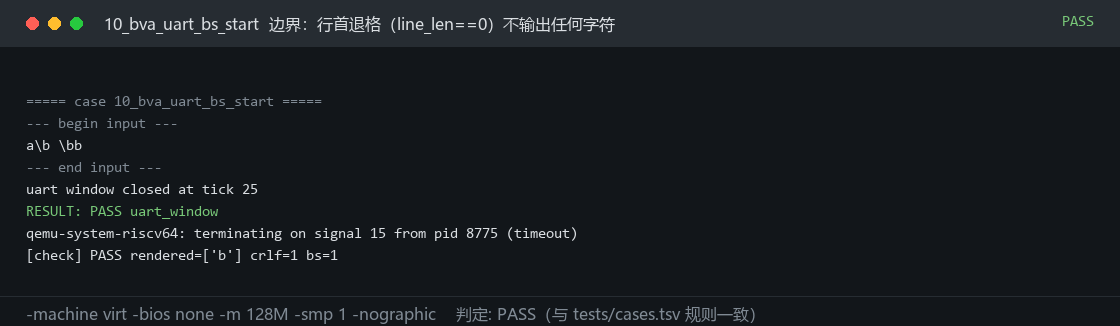 10_bva_uart_bs_start 边界：行首退格（line_len==0）不输出任何字符
PASS
===== case 10_bva_uart_bs_start =====
--- begin input ---
a\b \bb
--- end input ---
uart window closed at tick 25
RESULT: PASS uart_window
qemu-system-riscv64: terminating on signal 15 from pid 8775 (timeout)
[check] PASS rendered=['b'] crlf=1 bs=1
-machine virt -bios none -m 128M -smp 1 -nographic 判定: PASS（与 tests/cases.tsv 规则一致）